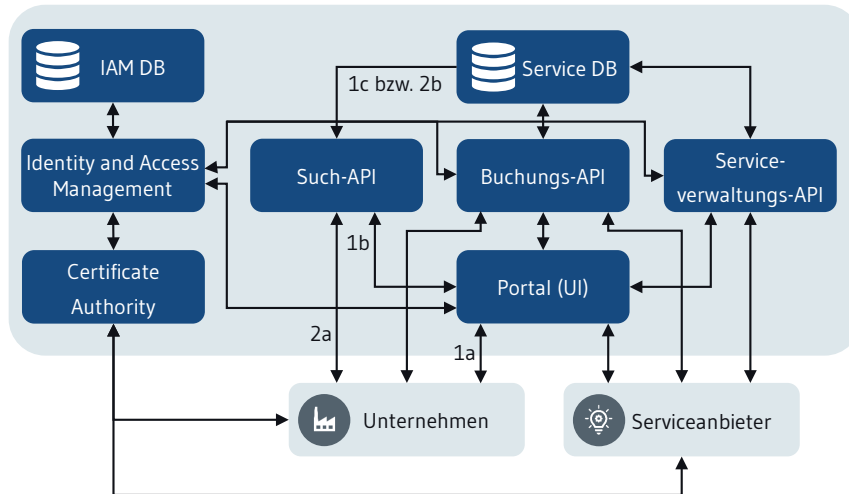 IAM DB
Service DB
1c bzw. 2b
Identity and Access
Management
Such-API
Buchungs-API
Service-
verwaltungs-API
1b
Certificate
Authority
Portal (UI)
2a
1a
Unternehmen
Serviceanbieter